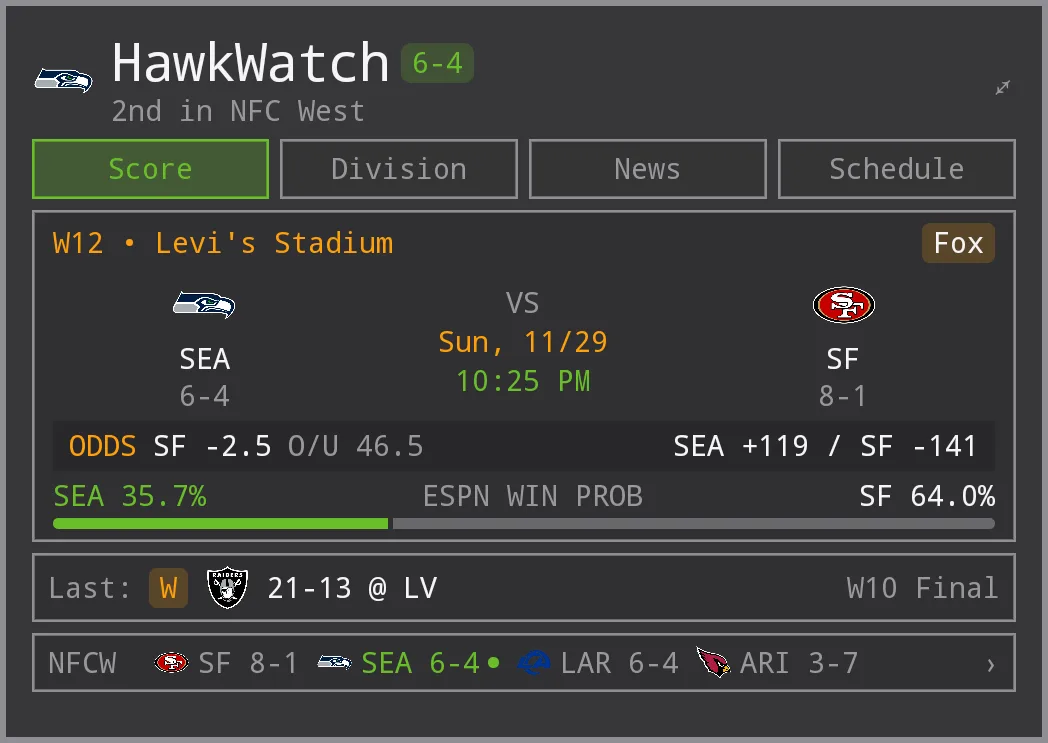 HawkWatch 6-4
2nd in NFC West
Score Division News Schedule
W12 • Levi's Stadium Fox
VS
Sun, 11/29
10:25 PM
SEA
6-4
SF
SF
8-1
ODDS SF -2.5 O/U 46.5 SEA +119 / SF -141
SEA 35.7% ESPN WIN PROB SF 64.0%
Last: W RAIDERS 21-13 @ LV W10 Final
NFCW SF SF 8-1 SEA 6-4 • LAR 6-4 ARI 3-7 ›